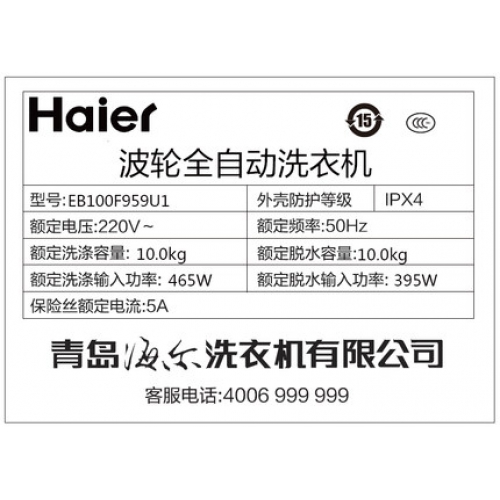 Haier
15
CCC
波轮全自动洗衣机
型号:EB100F959U1 外壳防护等级 IPX4
额定电压:220V～ 额定频率:50Hz
额定洗涤容量: 10.0kg 额定脱水容量:10.0kg
额定洗涤输入功率: 465W 额定脱水输入功率: 395W
保险丝额定电流:5A
青岛海尔洗衣机有限公司
客服电话:4006 999 999